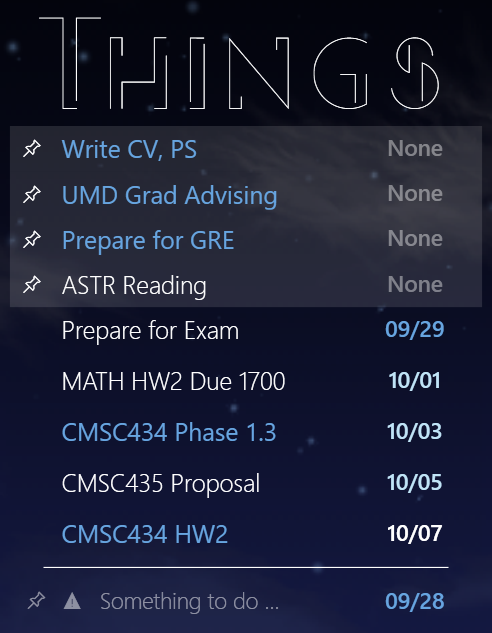 THINGS
Write CV, PS None
UMD Grad Advising None
Prepare for GRE None
ASTR Reading None
Prepare for Exam 09/29
MATH HW2 Due 1700 10/01
CMSC434 Phase 1.3 10/03
CMSC435 Proposal 10/05
CMSC434 HW2 10/07
Something to do ... 09/28